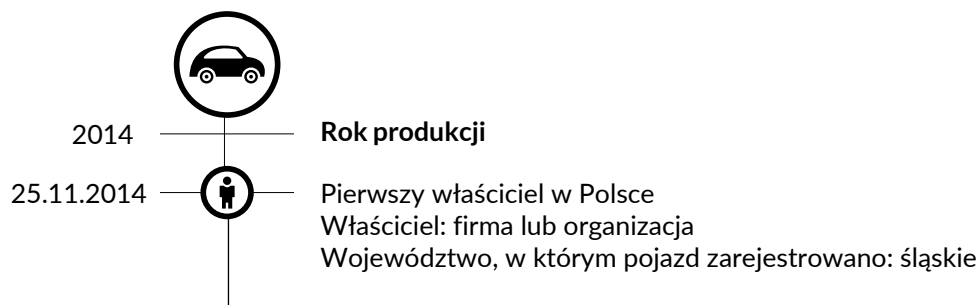 2014 Rok produkcji
25.11.2014 Pierwszy właściciel w Polsce
Właściciel: firma lub organizacja
Województwo, w którym pojazd zarejestrowano: śląskie